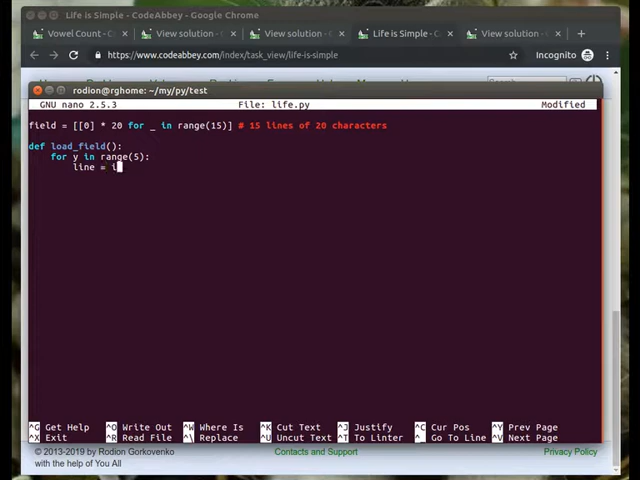 Life is Simple - CodeAbbey - Google Chrome
Vowel Count - C
View solution -
View solution -
Life is Simple - C
View solution -
https://www.codeabbey.com/index/task_view/life-is-simple
Incognito
rodion@rghome: ~/my/py/test
GNU nano 2.5.3 File: life.py Modified
field = [[0] * 20 for _ in range(15)] # 15 lines of 20 characters
def load_field():
for y in range(5):
line = i
^G Get Help ^O Write Out ^W Where Is ^K Cut Text ^J Justify ^C Cur Pos ^Y Prev Page
^X Exit ^R Read File ^\ Replace ^U Uncut Text ^T To Linter ^_ Go To Line ^V Next Page
© 2013-2019 by Rodion Gorkovenko Contacts and Support Privacy Policy
with the help of You All